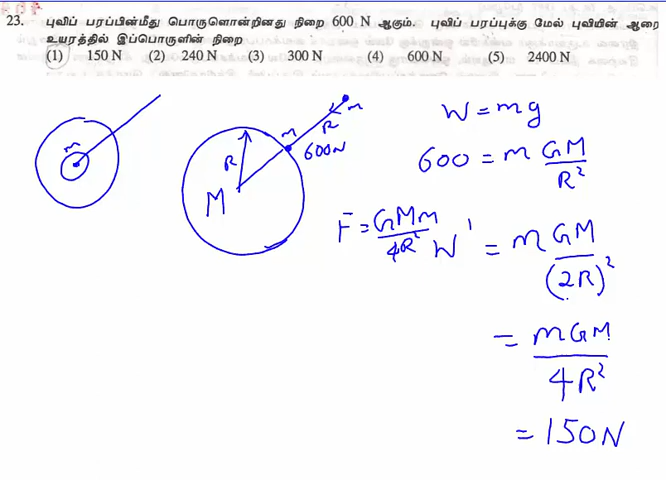 23. புவிப் பரப்பின்மீது பொருளொன்றினது நிறை 600 N ஆகும். புவிப் பரப்புக்கு மேல் புவியின் ஆரை
உயரத்தில் இப்பொருளின் நிறை
(1) 150 N (2) 240 N (3) 300 N (4) 600 N (5) 2400 N
m
R
m
R
m
600N
M
W = mg
600 = m GM/R²
F = GMm/4R²
W' = m GM/(2R)²
= mGM/4R²
= 150N